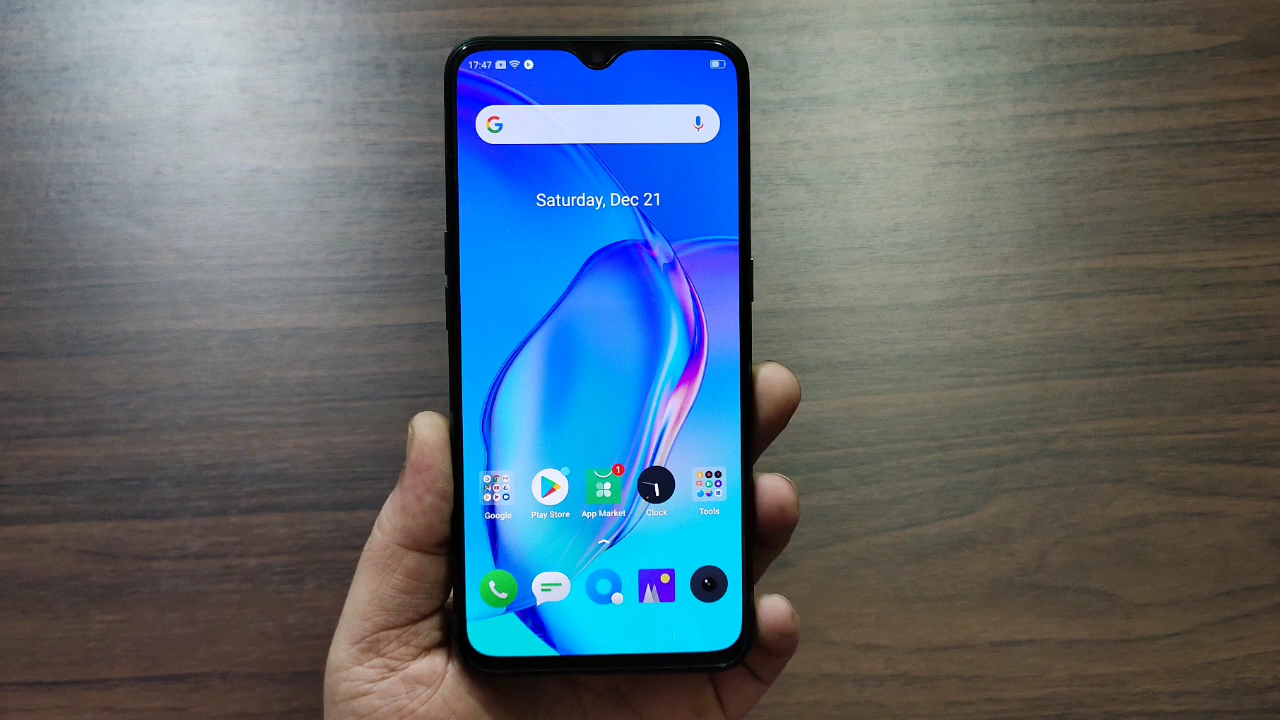 17:47
Saturday, Dec 21
1
Google
Play Store
App Market
Clock
Tools